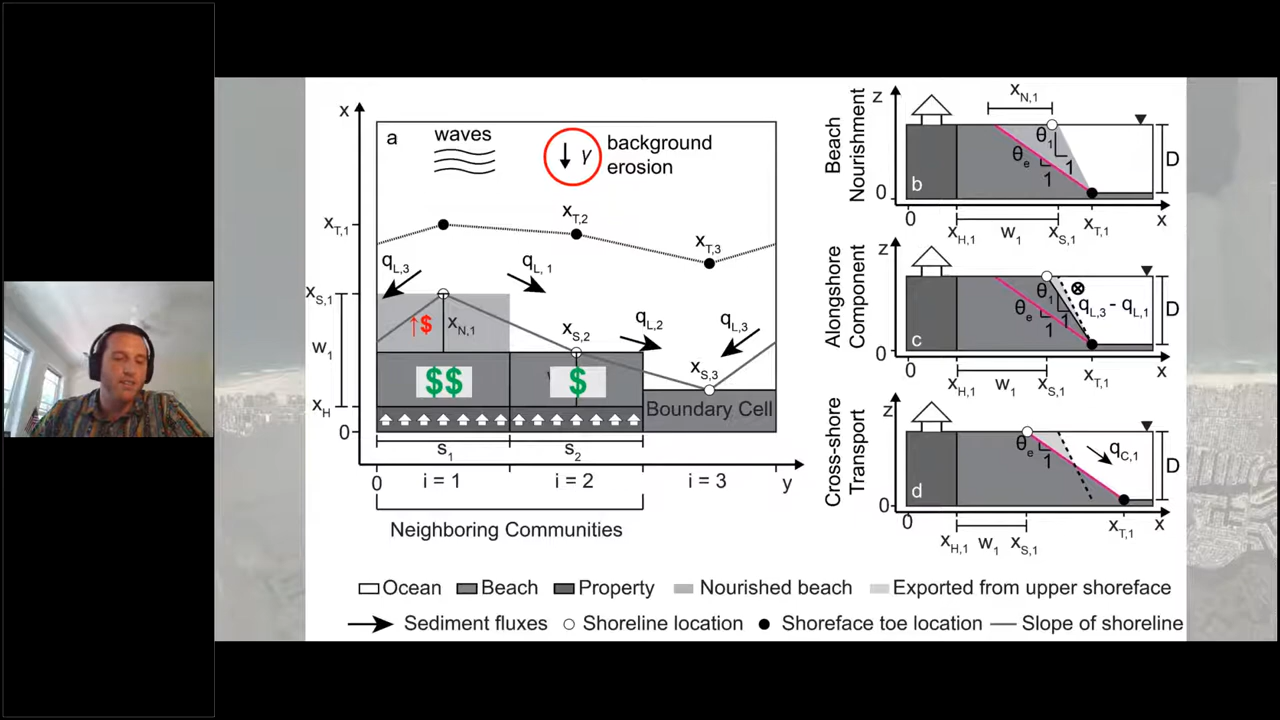 x
a
waves
γ
background
erosion
x_T,1
x_T,2
x_T,3
q_L,3
q_L,1
x_S,1
↑$
x_N,1
x_S,2
q_L,2
q_L,3
w_1
$$
$
x_S,3
x_H
Boundary Cell
0
s_1
s_2
0
i = 1
i = 2
i = 3
y
Neighboring Communities
Beach
Nourishment
z
x_N,1
θ_1
θ_e
1
1
D
b
0
0
x_H,1
w_1
x_S,1
x_T,1
x
Alongshore
Component
z
θ_1
θ_e
1
1
q_L,3 - q_L,1
D
c
0
0
x_H,1
w_1
x_S,1
x_T,1
x
Cross-shore
Transport
z
θ_e
1
q_C,1
D
d
0
0
x_H,1
w_1
x_S,1
x_T,1
x
Ocean
Beach
Property
Nourished beach
Exported from upper shoreface
Sediment fluxes
Shoreline location
Shoreface toe location
Slope of shoreline